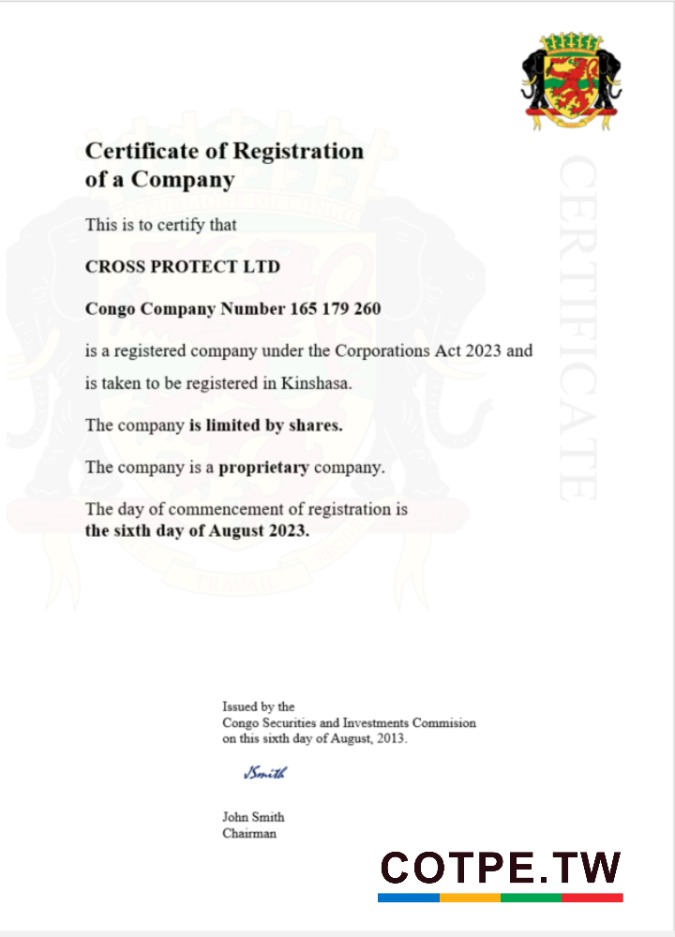 Certificate of Registration
of a Company
This is to certify that
CROSS PROTECT LTD
Congo Company Number 165 179 260
is a registered company under the Corporations Act 2023 and
is taken to be registered in Kinshasa.
The company is limited by shares.
The company is a proprietary company.
The day of commencement of registration is
the sixth day of August 2023.
CERTIFICATE
TRAVAIL
Issued by the
Congo Securities and Investments Commision
on this sixth day of August, 2013.
JSmith
John Smith
Chairman
COTPE.TW